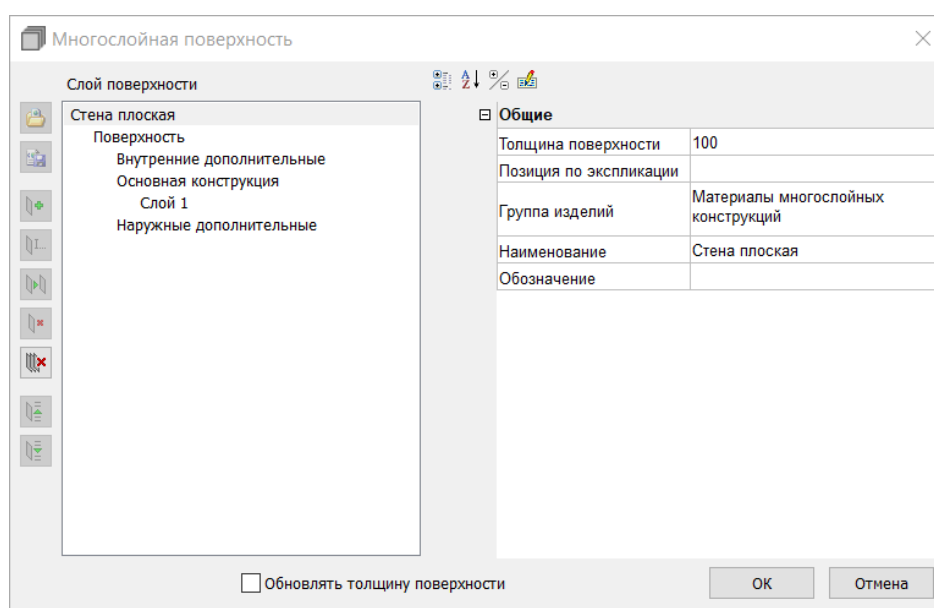 Многослойная поверхность
Слой поверхности
Стена плоская
Поверхность
Внутренние дополнительные
Основная конструкция
Слой 1
Наружные дополнительные
Общие
Толщина поверхности 100
Позиция по экспликации
Группа изделий Материалы многослойных
конструкций
Наименование Стена плоская
Обозначение
Обновлять толщину поверхности
ОК Отмена